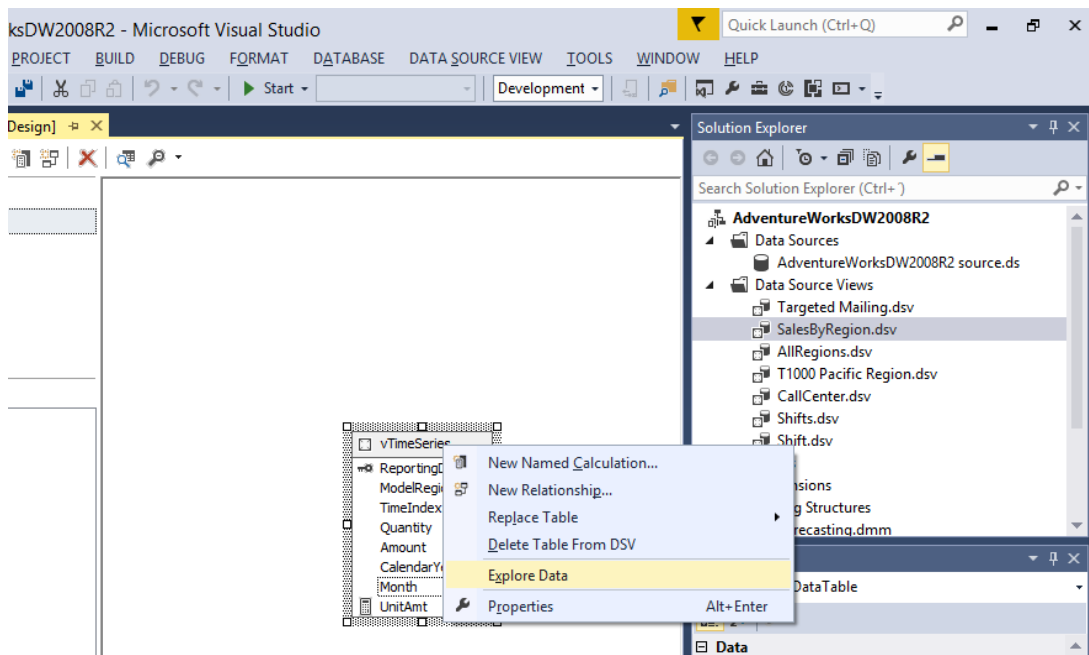 ksDW2008R2 - Microsoft Visual Studio
Quick Launch (Ctrl+Q)
PROJECT BUILD DEBUG FORMAT DATABASE DATA SOURCE VIEW TOOLS WINDOW HELP
Start
Development
Design]
Solution Explorer
Search Solution Explorer (Ctrl+´)
AdventureWorksDW2008R2
Data Sources
AdventureWorksDW2008R2 source.ds
Data Source Views
Targeted Mailing.dsv
SalesByRegion.dsv
AllRegions.dsv
T1000 Pacific Region.dsv
CallCenter.dsv
Shifts.dsv
Shift.dsv
nsions
g Structures
recasting.dmm
vTimeSeries
ReportingD
ModelRegi
TimeIndex
Quantity
Amount
CalendarYe
Month
UnitAmt
New Named Calculation...
New Relationship...
Replace Table
Delete Table From DSV
Explore Data
Properties Alt+Enter
DataTable
Data